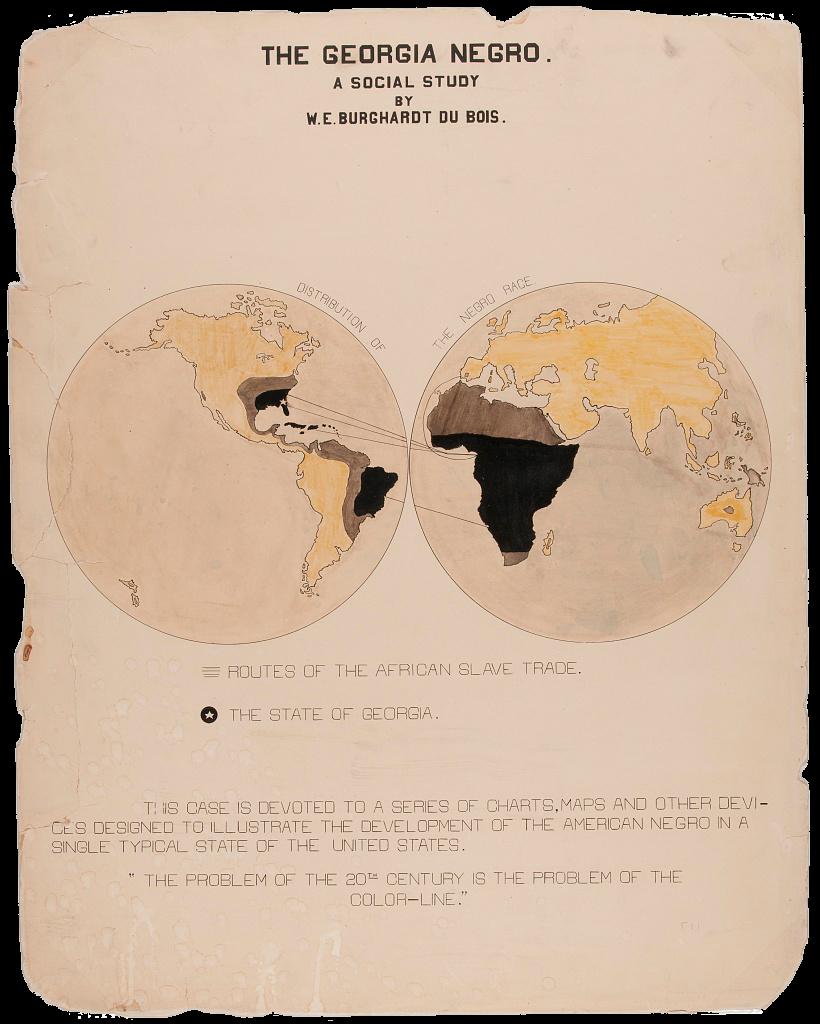 THE GEORGIA NEGRO.
A SOCIAL STUDY
BY
W.E.BURGHARDT DU BOIS.
DISTRIBUTION OF THE NEGRO RACE.
ROUTES OF THE AFRICAN SLAVE TRADE.
THE STATE OF GEORGIA.
THIS CASE IS DEVOTED TO A SERIES OF CHARTS, MAPS AND OTHER DEVI-
CES DESIGNED TO ILLUSTRATE THE DEVELOPMENT OF THE AMERICAN NEGRO IN A
SINGLE TYPICAL STATE OF THE UNITED STATES.
" THE PROBLEM OF THE 20TH CENTURY IS THE PROBLEM OF THE
COLOR-LINE."